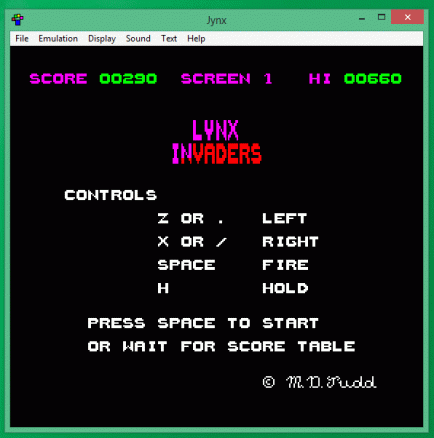 Jynx
File Emulation Display Sound Text Help
SCORE 00290 SCREEN 1 HI 00660
LYNX
INVADERS
CONTROLS
Z OR . LEFT
X OR / RIGHT
SPACE FIRE
H HOLD
PRESS SPACE TO START
OR WAIT FOR SCORE TABLE
© M.D.Pudd